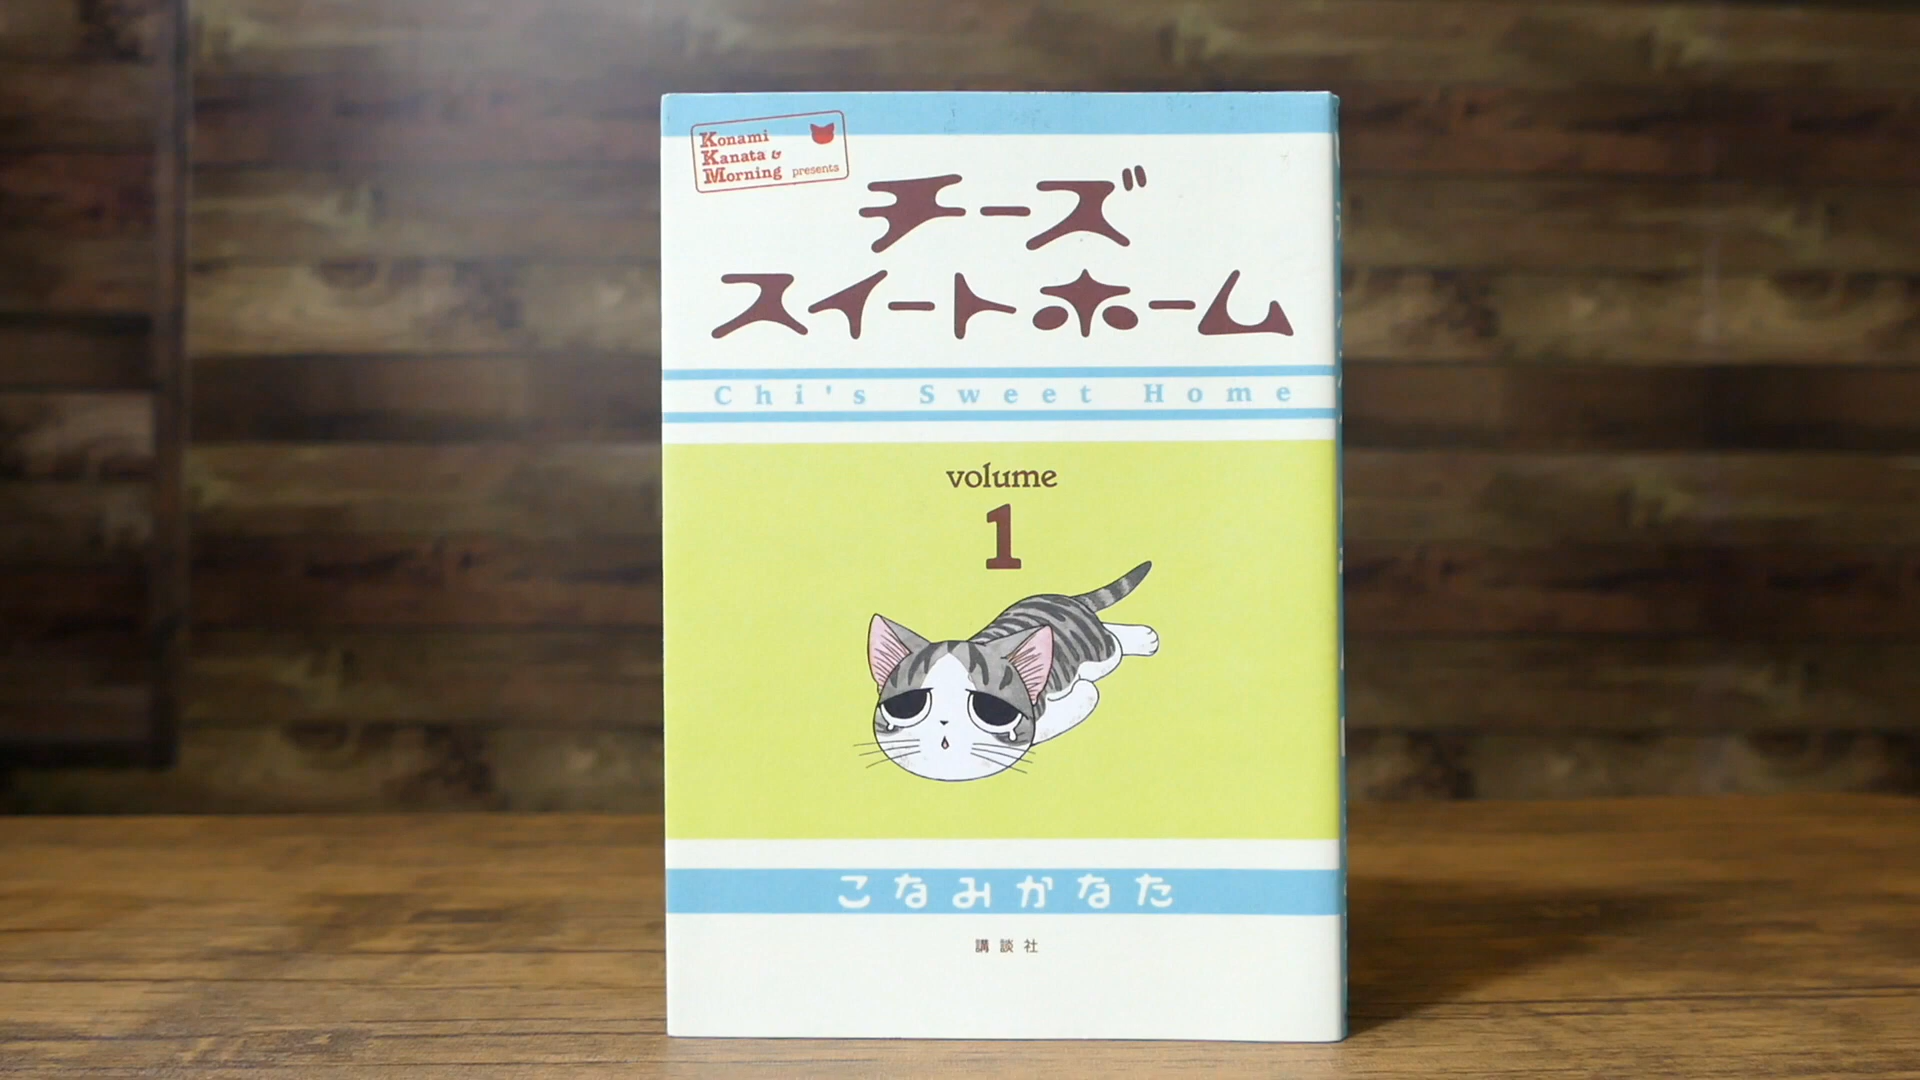 Konami
Kanata &
Morning presents
チーズ
スイートホーム
Chi's Sweet Home
volume
1
こなみかなた
講談社